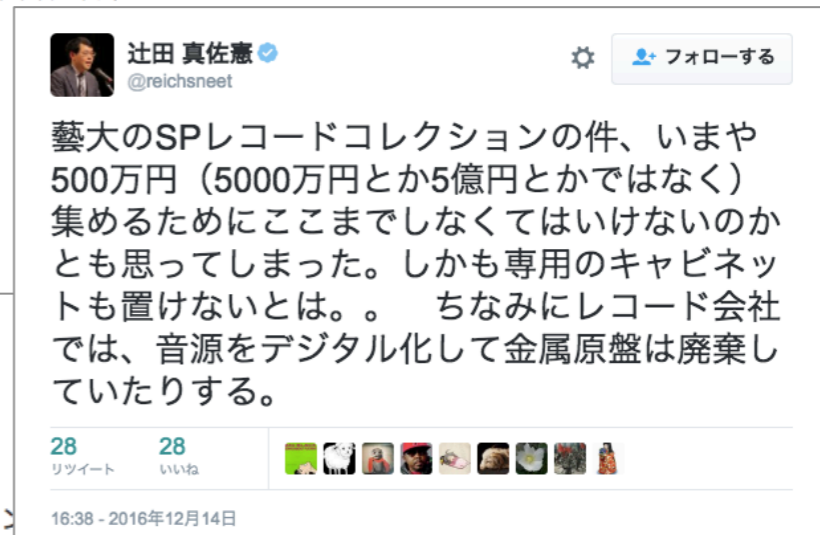 辻田 真佐憲
@reichsneet
フォローする
藝大のSPレコードコレクションの件、いまや
500万円（5000万円とか5億円とかではなく）
集めるためにここまでしなくてはいけないのか
とも思ってしまった。しかも専用のキャビネッ
トも置けないとは。。　ちなみにレコード会社
では、音源をデジタル化して金属原盤は廃棄し
ていたりする。
28 28
リツイート いいね
16:38 - 2016年12月14日